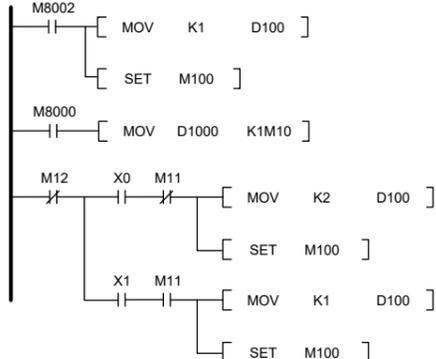 M8002
MOV K1 D100
SET M100
M8000
MOV D1000 K1M10
M12 X0 M11
MOV K2 D100
SET M100
X1 M11
MOV K1 D100
SET M100